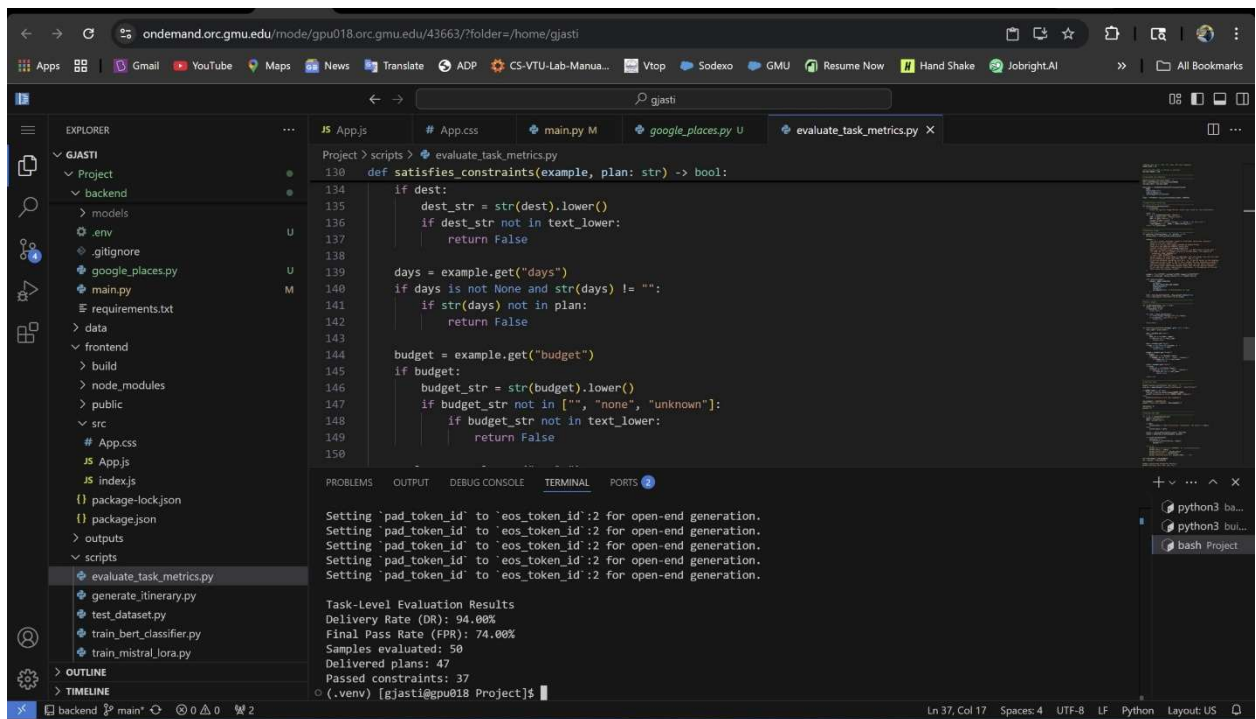 ondemand.orc.gmu.edu/rnode/gpu018.orc.gmu.edu/43663/?folder=/home/gjasti
Apps Gmail YouTube Maps News Translate ADP CS-VTU-Lab-Manua... Vtop Sodexo GMU Resume Now Hand Shake Jobright.AI » All Bookmarks
gjasti
EXPLORER ...
GJASTI
Project
backend
models
.env U
.gitignore
google_places.py U
main.py M
requirements.txt
data
frontend
build
node_modules
public
src
# App.css
JS App.js
JS index.js
{} package-lock.json
{} package.json
outputs
scripts
evaluate_task_metrics.py
generate_itinerary.py
test_dataset.py
train_bert_classifier.py
train_mistral_lora.py
OUTLINE
TIMELINE
4
JS App.js # App.css main.py M google_places.py U evaluate_task_metrics.py
Project > scripts > evaluate_task_metrics.py
130 def satisfies_constraints(example, plan: str) -> bool:
134 if dest:
135 dest_str = str(dest).lower()
136 if dest_str not in text_lower:
137 return False
138
139 days = example.get("days")
140 if days is not None and str(days) != "":
141 if str(days) not in plan:
142 return False
143
144 budget = example.get("budget")
145 if budget:
146 budget_str = str(budget).lower()
147 if budget_str not in ["", "none", "unknown"]:
148 if budget_str not in text_lower:
149 return False
150
PROBLEMS OUTPUT DEBUG CONSOLE TERMINAL PORTS 2
Setting `pad_token_id` to `eos_token_id`:2 for open-end generation.
Setting `pad_token_id` to `eos_token_id`:2 for open-end generation.
Setting `pad_token_id` to `eos_token_id`:2 for open-end generation.
Setting `pad_token_id` to `eos_token_id`:2 for open-end generation.
Setting `pad_token_id` to `eos_token_id`:2 for open-end generation.
Task-Level Evaluation Results
Delivery Rate (DR): 94.00%
Final Pass Rate (FPR): 74.00%
Samples evaluated: 50
Delivered plans: 47
Passed constraints: 37
(.venv) [gjasti@gpu018 Project]$
python3 ba...
python3 bui...
bash Project
backend main* 0 0 2
Ln 37, Col 17 Spaces: 4 UTF-8 LF Python Layout: US